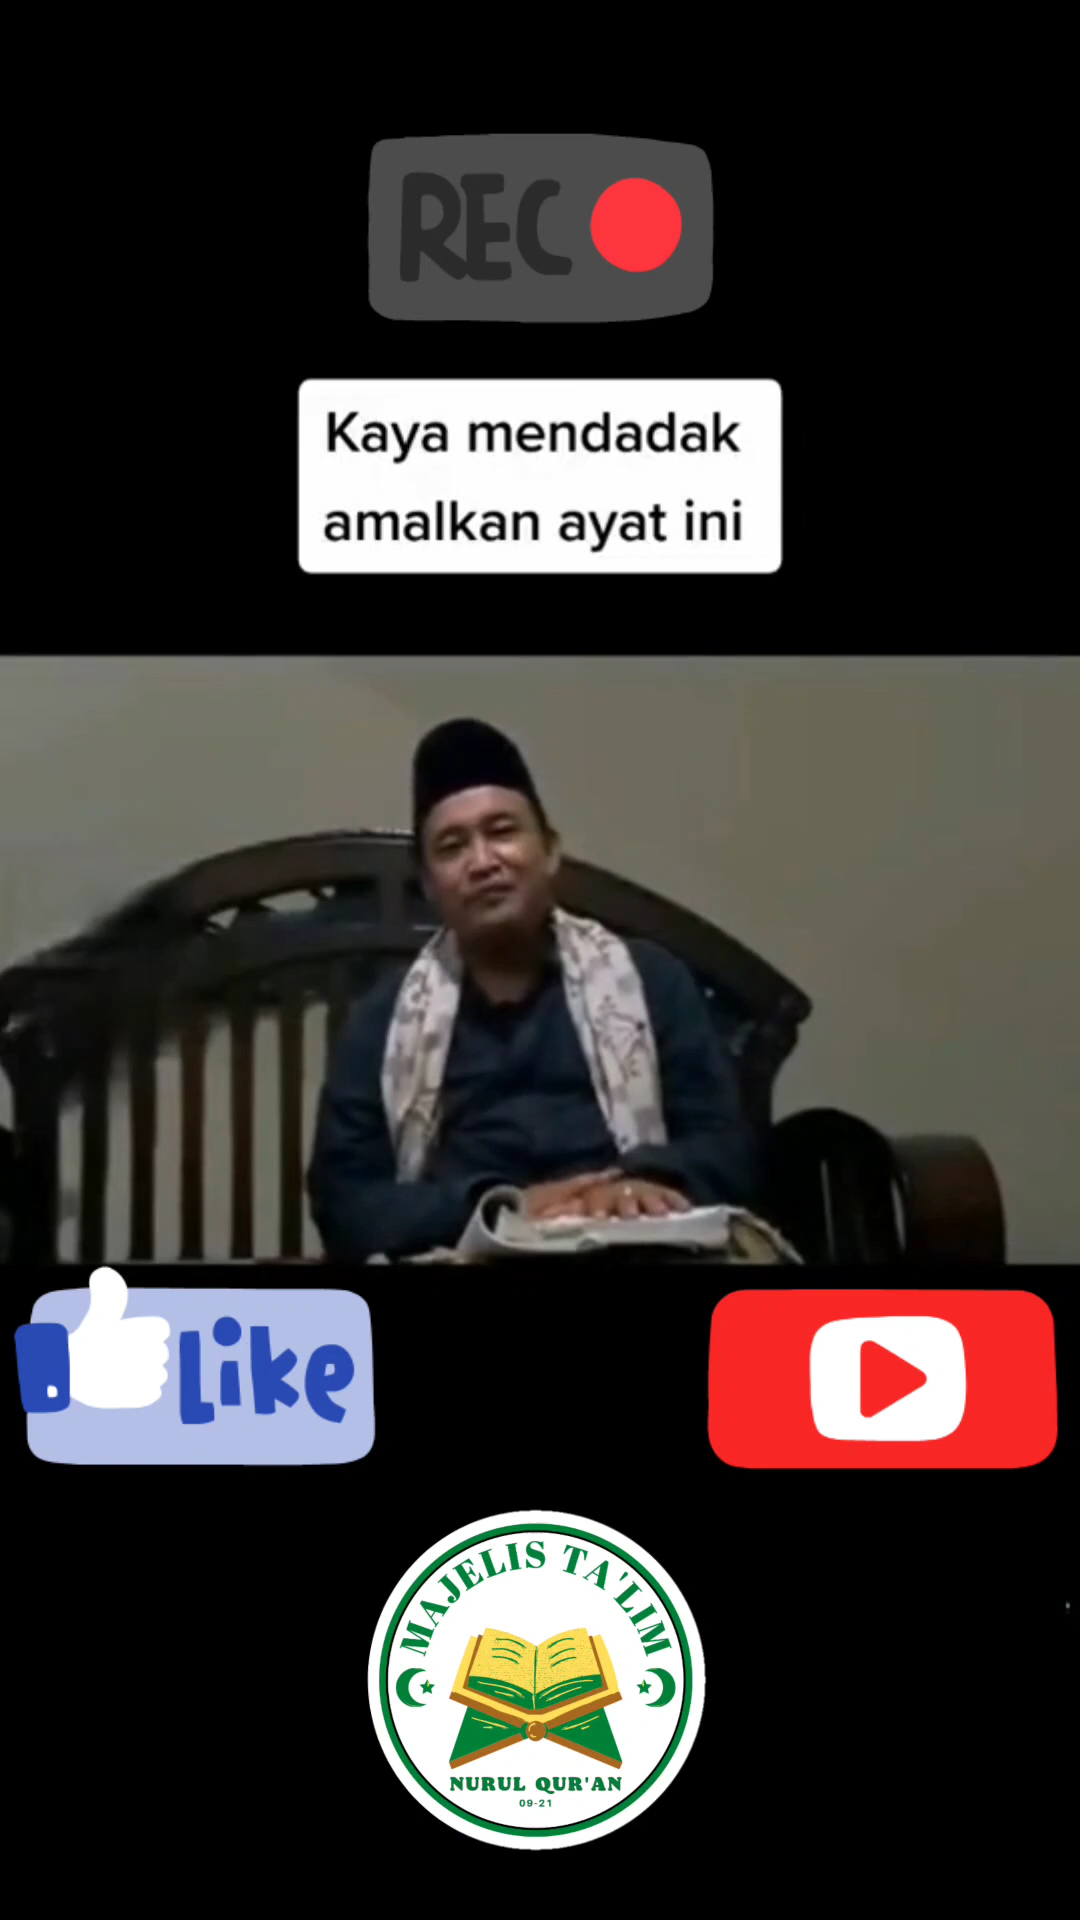 REC
Kaya mendadak
amalkan ayat ini
Like
MAJELIS TA'LIM
NURUL QUR'AN
09-21